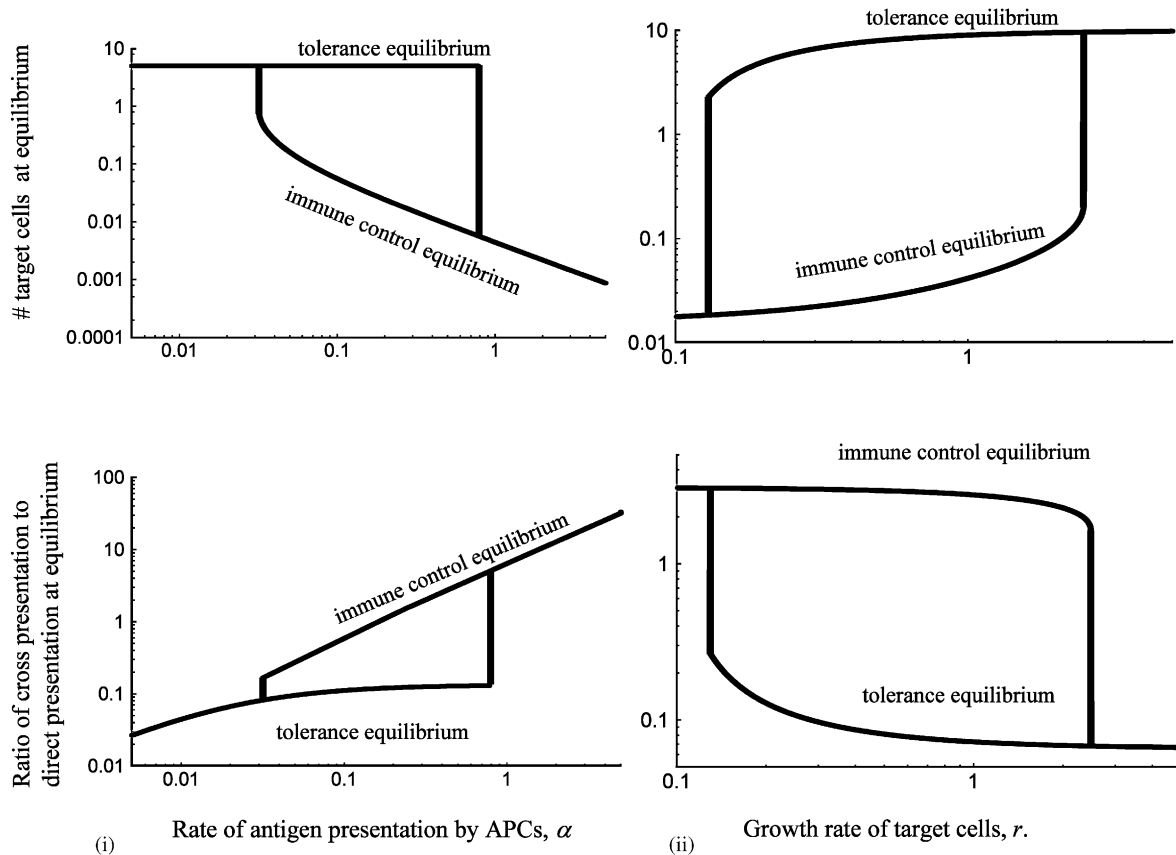 # target cells at equilibrium
10
1
0.1
0.01
0.001
0.0001
tolerance equilibrium
immune control equilibrium
0.01
0.1
1
10
1
0.1
0.01
tolerance equilibrium
immune control equilibrium
0.1
1
Ratio of cross presentation to
direct presentation at equilibrium
100
10
1
0.1
0.01
immune control equilibrium
tolerance equilibrium
0.01
0.1
1
immune control equilibrium
1
0.1
tolerance equilibrium
0.1
1
(i)
Rate of antigen presentation by APCs, α
(ii)
Growth rate of target cells, r.